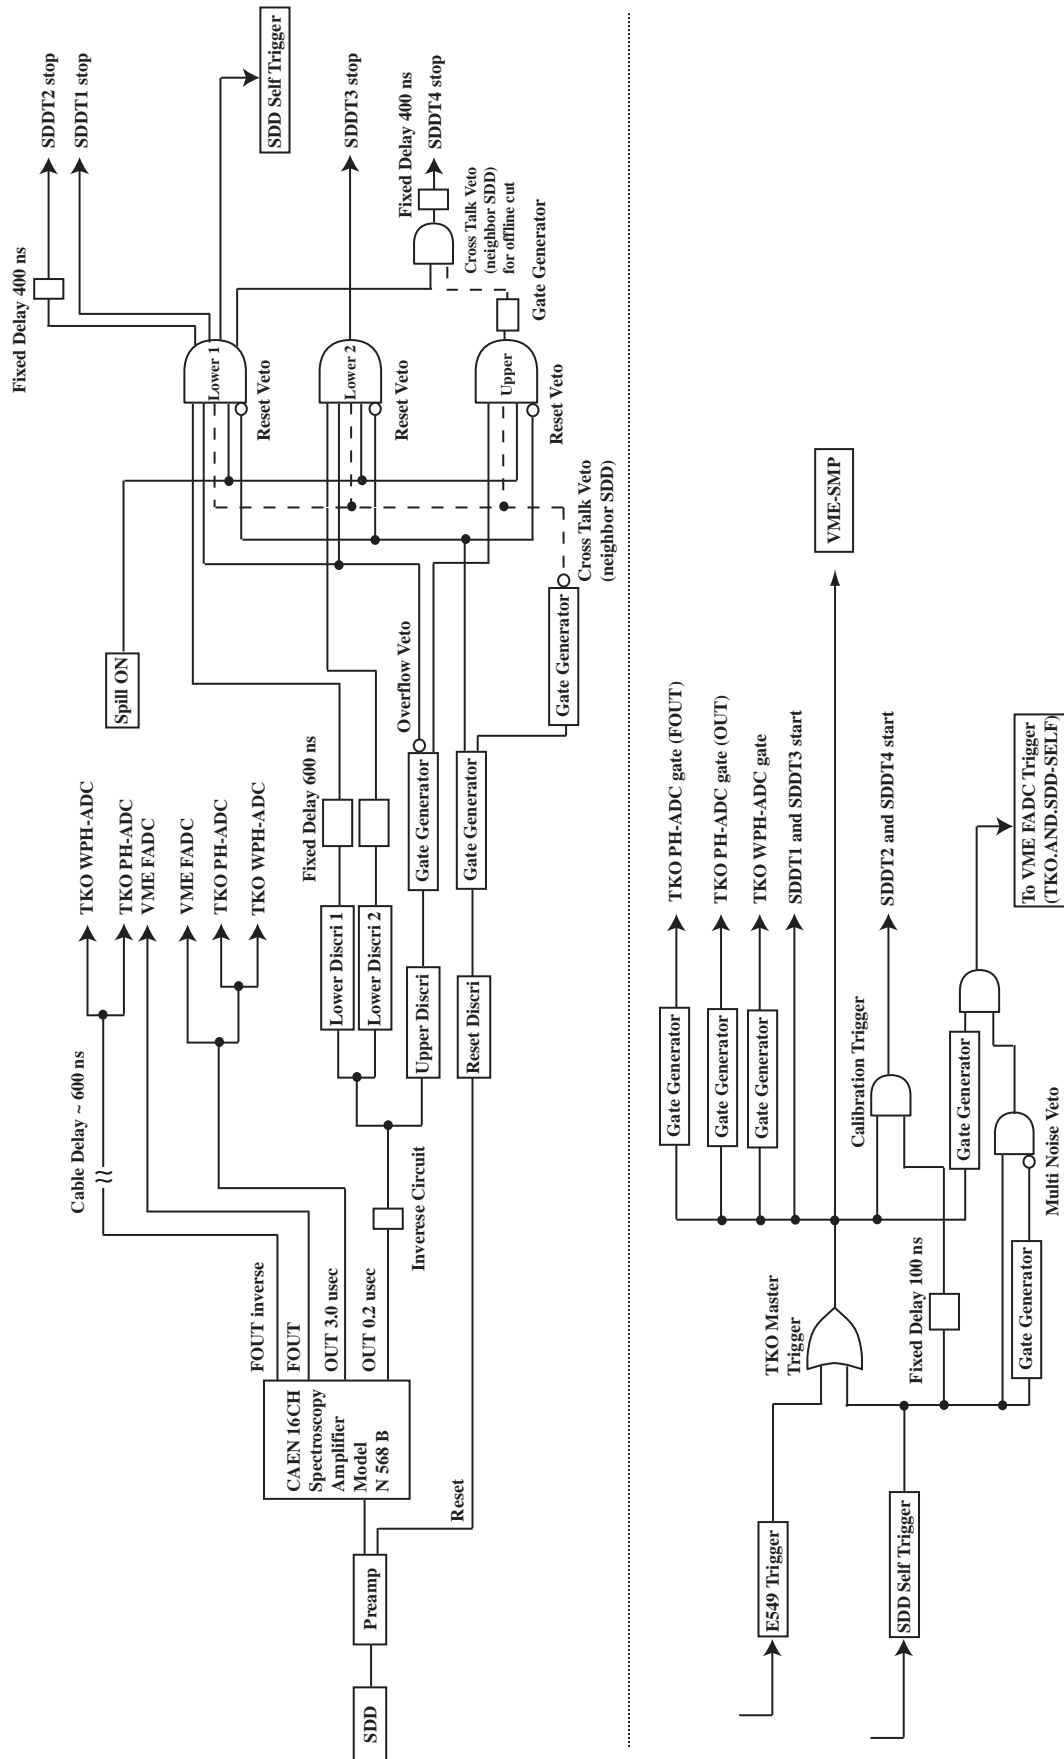 SDD
Preamp
Reset
CAEN 16CH
Spectroscopy
Amplifier
Model
N 568 B
FOUT inverse
FOUT
OUT 3.0 usec
OUT 0.2 usec
Inverese Circuit
Cable Delay ~ 600 ns
TKO WPH-ADC
TKO PH-ADC
VME FADC
VME FADC
TKO PH-ADC
TKO WPH-ADC
Lower Discri 1
Lower Discri 2
Upper Discri
Reset Discri
Fixed Delay 600 ns
Gate Generator
Gate Generator
Overflow Veto
Spill ON
Gate Generator
Cross Talk Veto
(neighbor SDD)
Lower 1
Reset Veto
Lower 2
Reset Veto
Upper
Reset Veto
Fixed Delay 400 ns
SDDT2 stop
SDDT1 stop
SDD Self Trigger
SDDT3 stop
Fixed Delay 400 ns
SDDT4 stop
Cross Talk Veto
(neighbor SDD)
for offline cut
Gate Generator
E549 Trigger
SDD Self Trigger
TKO Master
Trigger
Fixed Delay 100 ns
Gate Generator
Multi Noise Veto
Gate Generator
Gate Generator
Gate Generator
Calibration Trigger
Gate Generator
TKO PH-ADC gate (FOUT)
TKO PH-ADC gate (OUT)
TKO WPH-ADC gate
SDDT1 and SDDT3 start
VME-SMP
SDDT2 and SDDT4 start
To VME FADC Trigger
(TKO.AND.SDD-SELF)